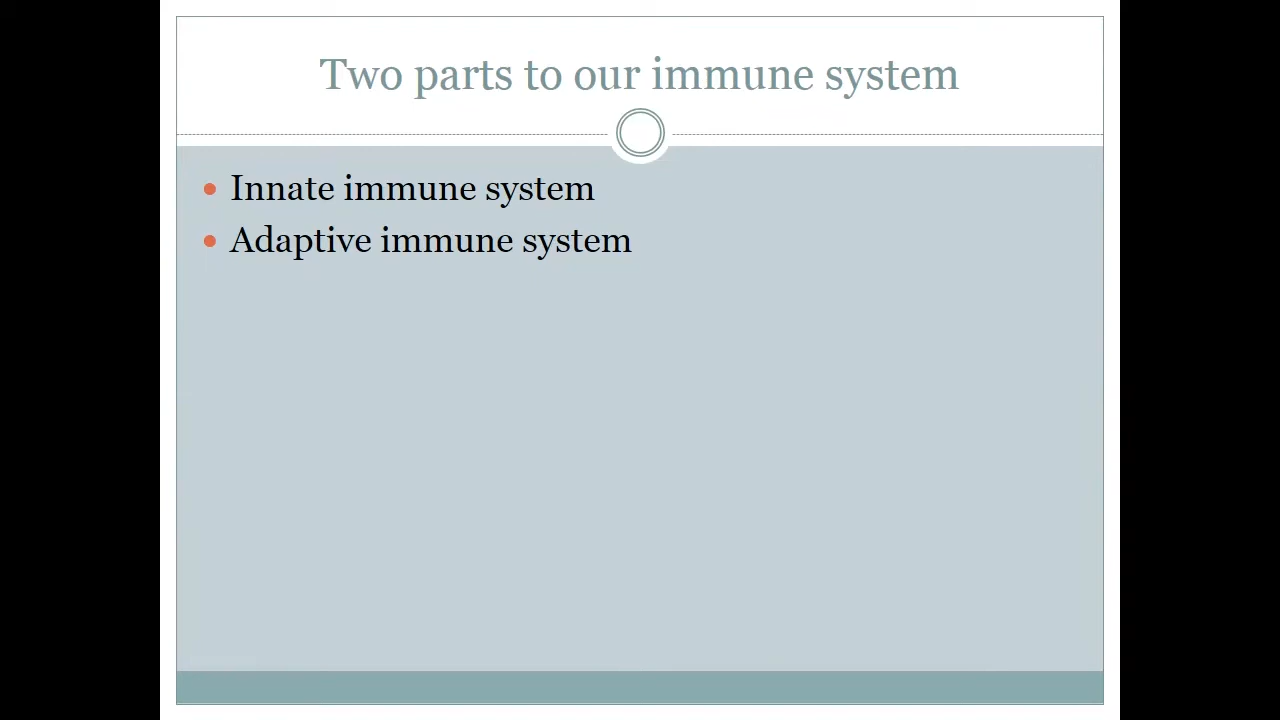 Two parts to our immune system
Innate immune system
Adaptive immune system